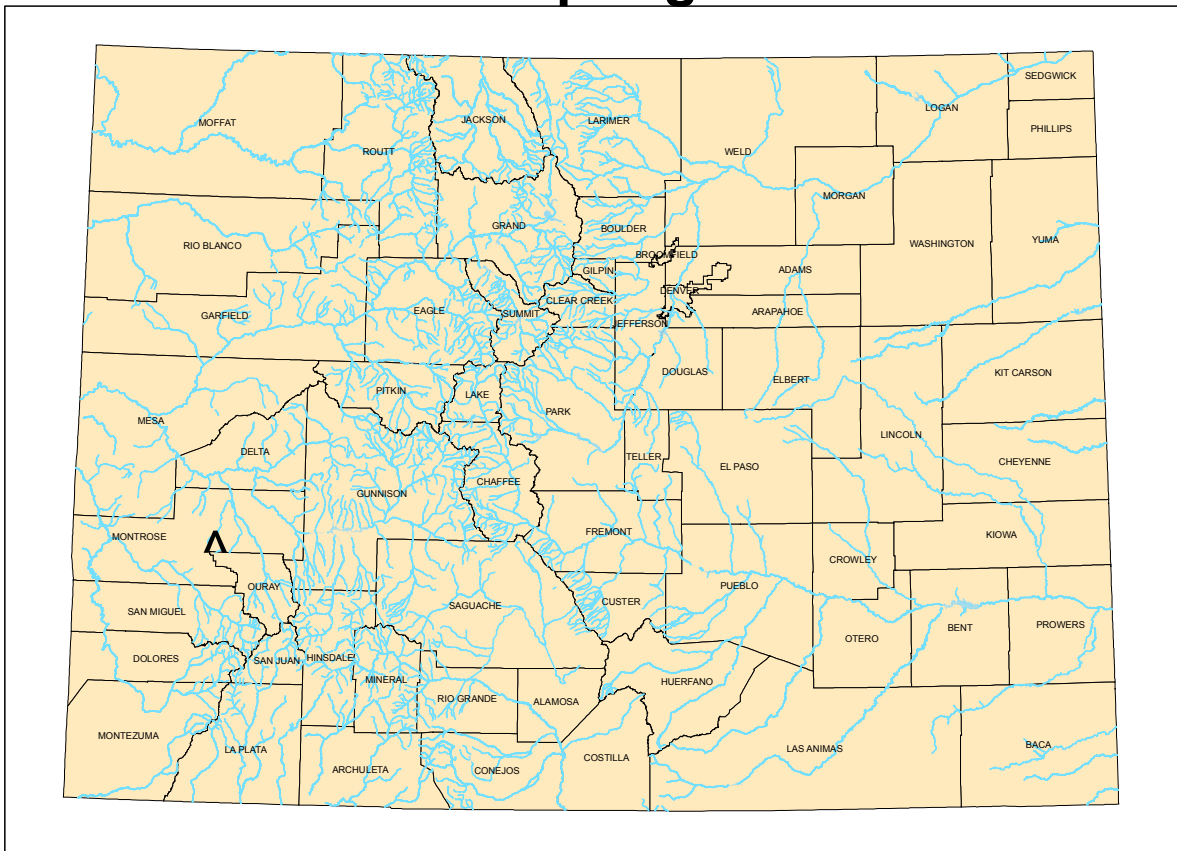 SEDGWICK
LOGAN
JACKSON
LARIMER
MOFFAT
PHILLIPS
ROUTT
WELD
MORGAN
GRAND
BOULDER
RIO BLANCO
WASHINGTON
YUMA
BROOMFIELD
GILPIN
ADAMS
DENVER
CLEAR CREEK
EAGLE
SUMMIT
ARAPAHOE
GARFIELD
JEFFERSON
DOUGLAS
KIT CARSON
ELBERT
PITKIN
LAKE
PARK
MESA
LINCOLN
DELTA
TELLER
CHEYENNE
EL PASO
CHAFFEE
GUNNISON
FREMONT
KIOWA
MONTROSE
CROWLEY
OURAY
PUEBLO
CUSTER
SAGUACHE
SAN MIGUEL
PROWERS
BENT
OTERO
DOLORES
SAN JUAN
HINSDALE
MINERAL
HUERFANO
RIO GRANDE
ALAMOSA
MONTEZUMA
LA PLATA
LAS ANIMAS
BACA
COSTILLA
ARCHULETA
CONEJOS